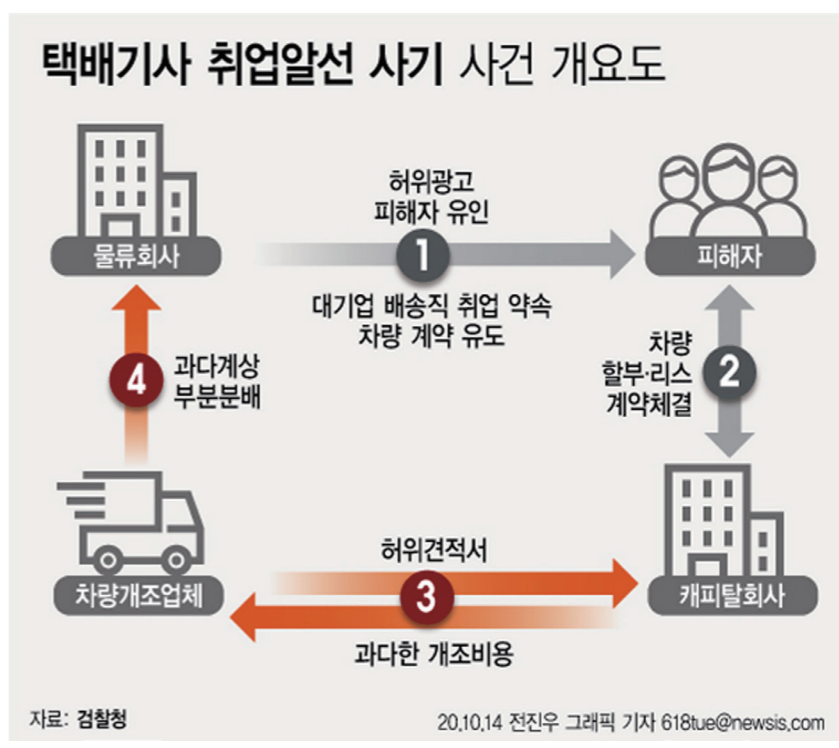 택배기사 취업알선 사기 사건 개요도
허위광고
피해자 유인
물류회사
1
피해자
대기업 배송직 취업 약속
차량 계약 유도
차량
할부·리스
계약체결
2
4
과다계상
부분분배
허위견적서
차량개조업체
3
캐피탈회사
과다한 개조비용
자료: 검찰청
20.10.14 전진우 그래픽 기자 618tue@newsis.com